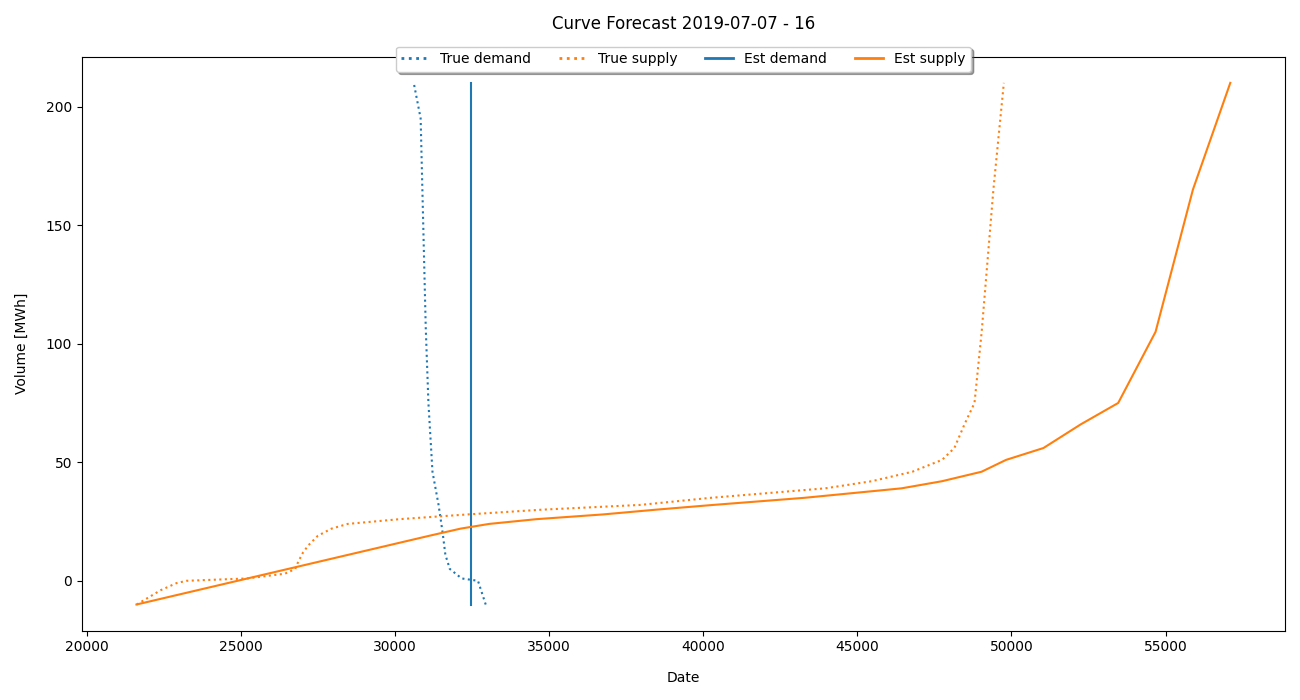 Curve Forecast 2019-07-07 - 16
True demand True supply Est demand Est supply
200
150
100
50
0
Volume [MWh]
20000 25000 30000 35000 40000 45000 50000 55000
Date